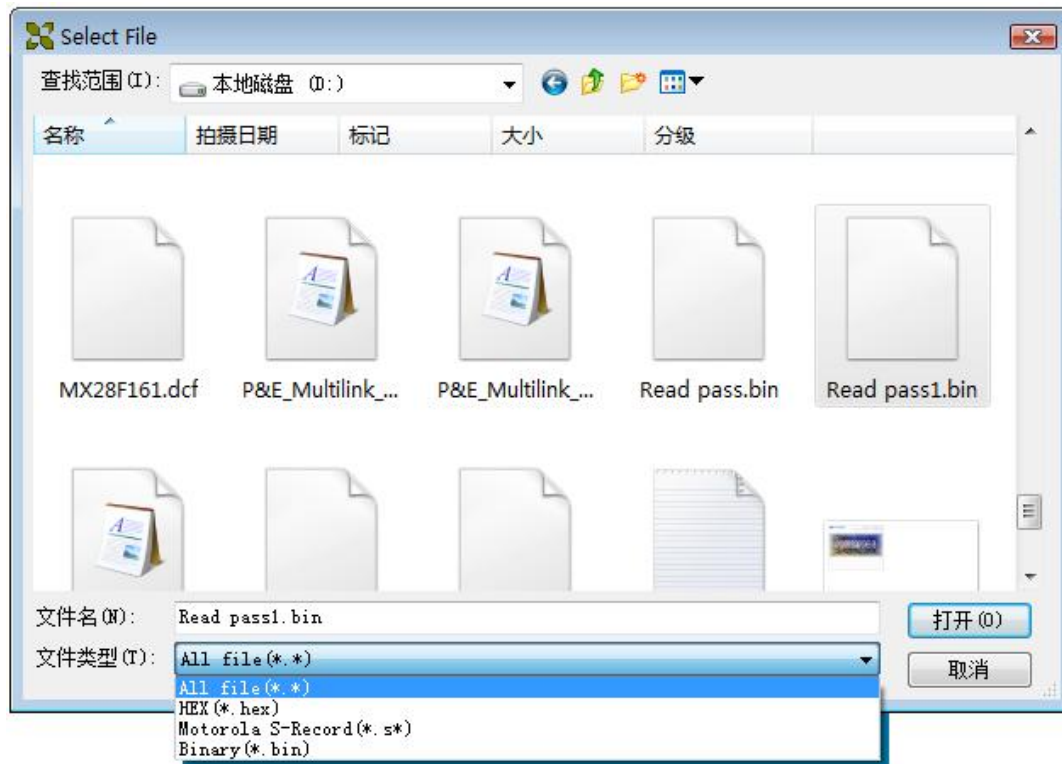 Select File
查找范围(I): 本地磁盘 (D:)
名称 拍摄日期 标记 大小 分级
MX28F161.dcf P&E_Multilink_... P&E_Multilink_... Read pass.bin Read pass1.bin
文件名(N): Read pass1.bin 打开(O)
文件类型(T): All file(*.*) 取消
All file(*.*)
HEX(*.hex)
Motorola S-Record(*.s*)
Binary(*.bin)